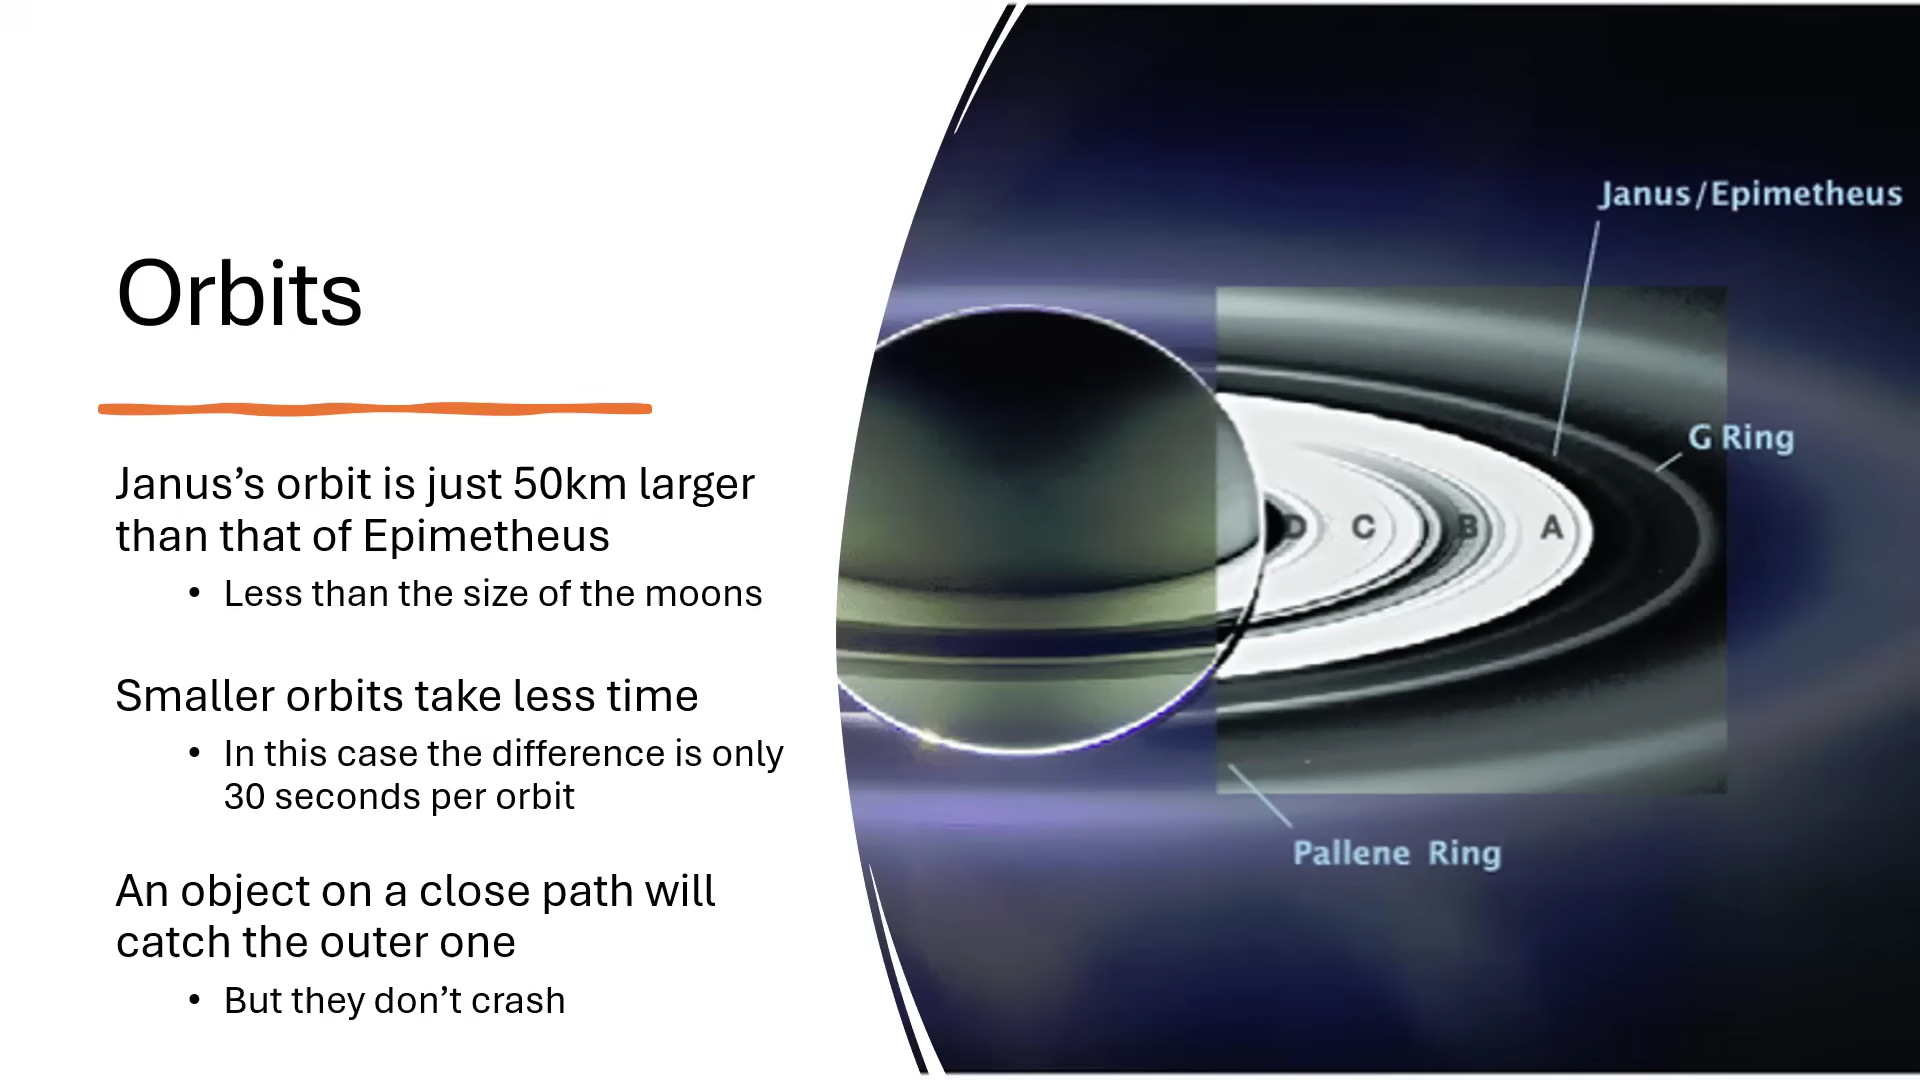 Orbits
Janus’s orbit is just 50km larger
than that of Epimetheus
• Less than the size of the moons
Smaller orbits take less time
• In this case the difference is only
30 seconds per orbit
An object on a close path will
catch the outer one
• But they don’t crash
Janus/Epimetheus
G Ring
D C B A
Pallene Ring